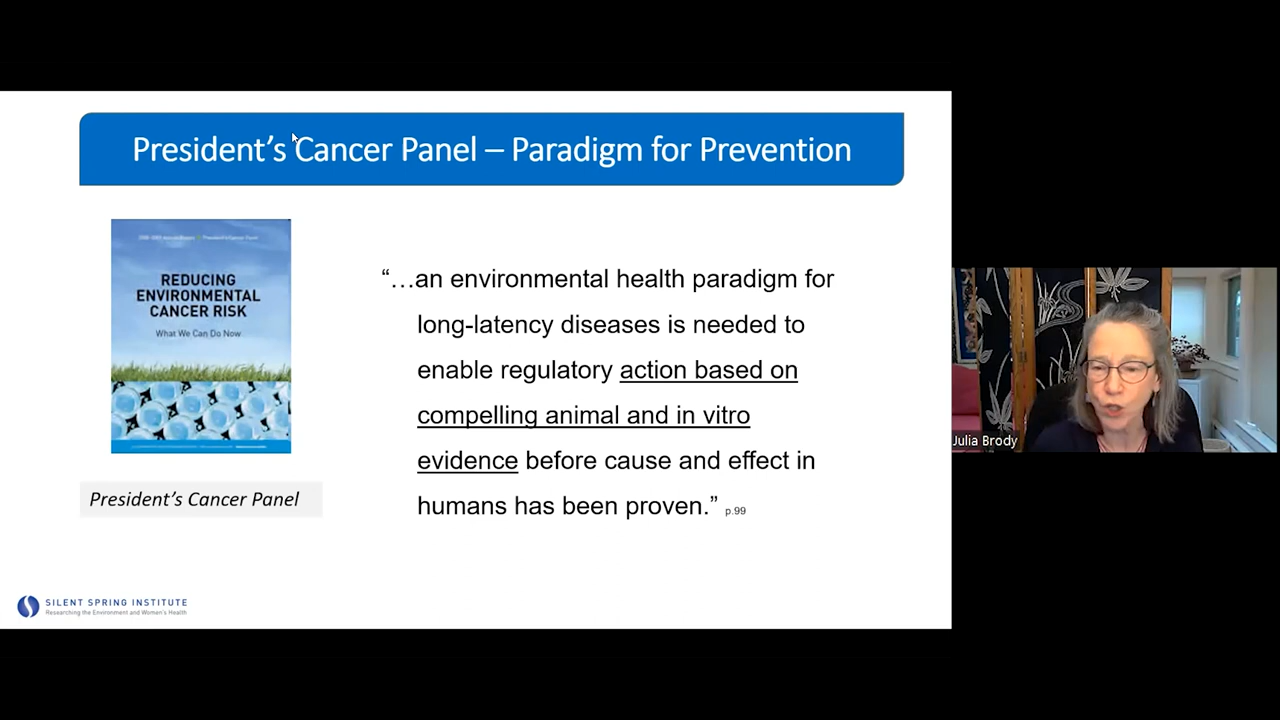 President's Cancer Panel – Paradigm for Prevention
REDUCING
ENVIRONMENTAL
CANCER RISK
What We Can Do Now
President's Cancer Panel
“…an environmental health paradigm for
long-latency diseases is needed to
enable regulatory action based on
compelling animal and in vitro
evidence before cause and effect in
humans has been proven.” p.99
SILENT SPRING INSTITUTE
Researching the Environment and Women's Health
Julia Brody